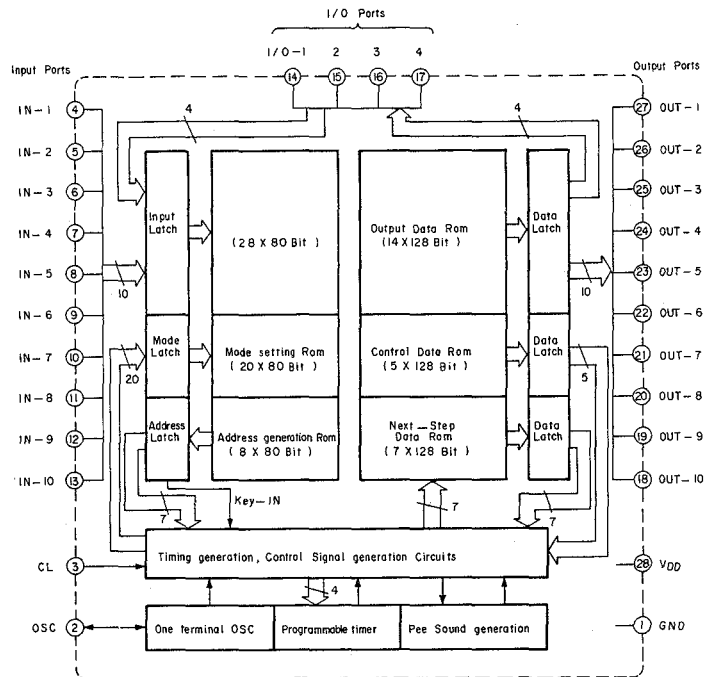 I/O Ports
I/O-1 2 3 4
14 15 16 17
Input Ports
Output Ports
IN-1 4
IN-2 5
IN-3 6
IN-4 7
IN-5 8
IN-6 9
IN-7 10
IN-8 11
IN-9 12
IN-10 13
4
4
27 OUT-1
26 OUT-2
25 OUT-3
24 OUT-4
23 OUT-5
22 OUT-6
21 OUT-7
20 OUT-8
19 OUT-9
18 OUT-10
Input
Latch
(28 X 80 Bit)
Output Data Rom
(14 X 128 Bit)
Data
Latch
10
10
Mode
Latch
Mode setting Rom
(20 X 80 Bit)
Control Data Rom
(5 X 128 Bit)
Data
Latch
20
5
Address
Latch
Address generation Rom
(8 X 80 Bit)
Next-Step
Data Rom
(7 X 128 Bit)
Data
Latch
Key-IN
7
7
7
Timing generation, Control Signal generation Circuits
CL 3
28 VDD
4
OSC 2
One terminal OSC
Programmable timer
Pee Sound generation
1 GND